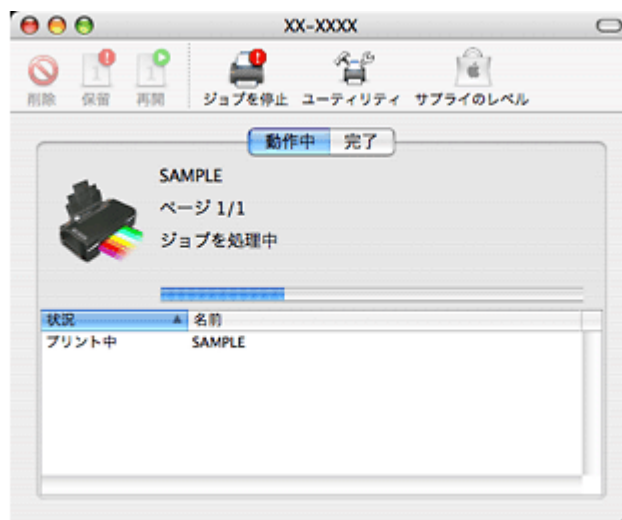 XX-XXXX
削除 保留 再開 ジョブを停止 ユーティリティ サプライのレベル
動作中 完了
SAMPLE
ページ 1/1
ジョブを処理中
状況 名前
プリント中 SAMPLE